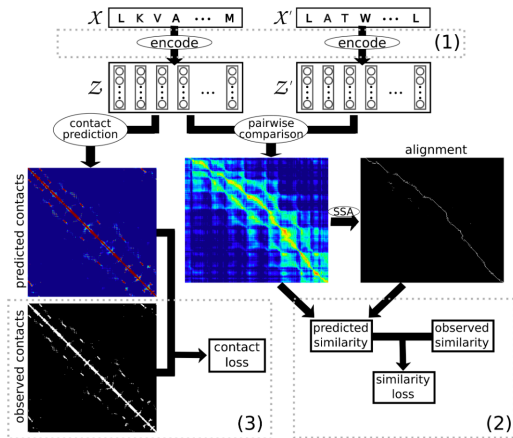 X L K V A ... M
X' L A T W ... L
encode
encode
(1)
Z
...
Z'
...
contact
prediction
pairwise
comparison
alignment
predicted contacts
SSA
observed contacts
predicted
similarity
observed
similarity
contact
loss
similarity
loss
(3)
(2)